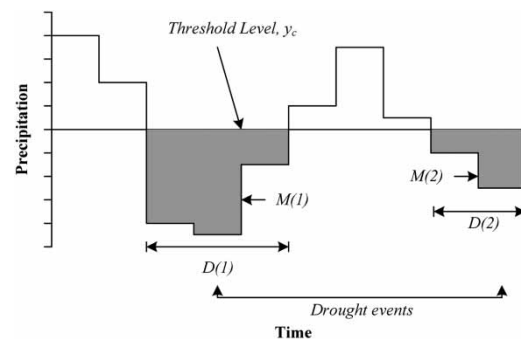 Threshold Level, y_c
Precipitation
M(1)
M(2)
D(1)
D(2)
Drought events
Time